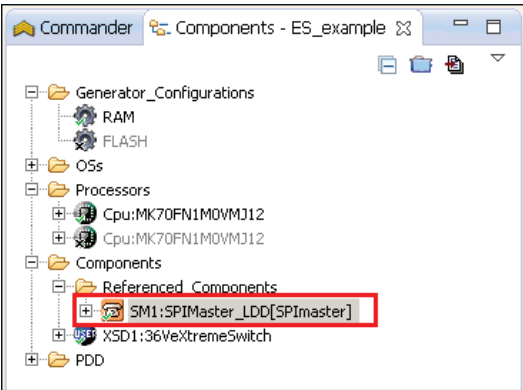 Commander Components - ES_example
Generator_Configurations
RAM
FLASH
OSs
Processors
Cpu:MK70FN1M0VMJ12
Cpu:MK70FN1M0VMJ12
Components
Referenced_Components
SM1:SPIMaster_LDD[SPImaster]
XSD1:36VeXtremeSwitch
PDD